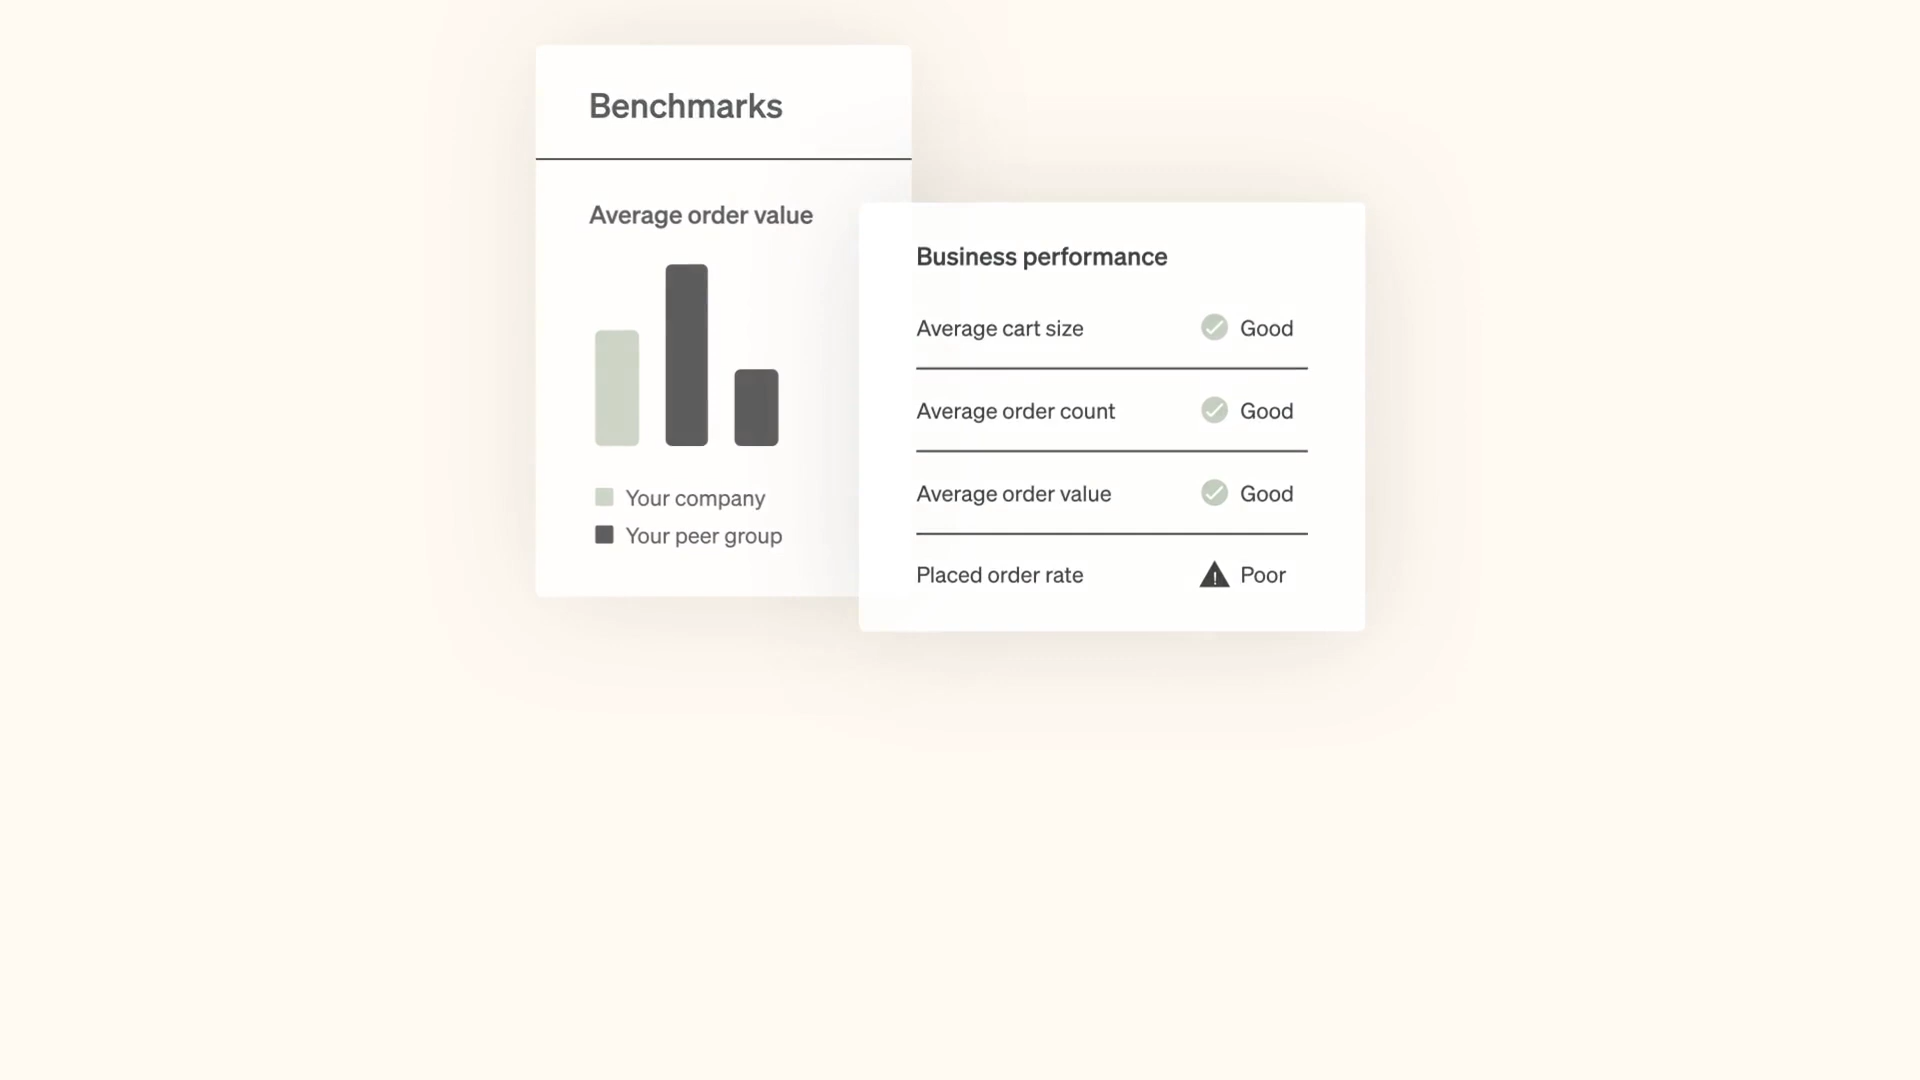 Benchmarks
Average order value
Your company
Your peer group
Business performance
Average cart size Good
Average order count Good
Average order value Good
Placed order rate Poor